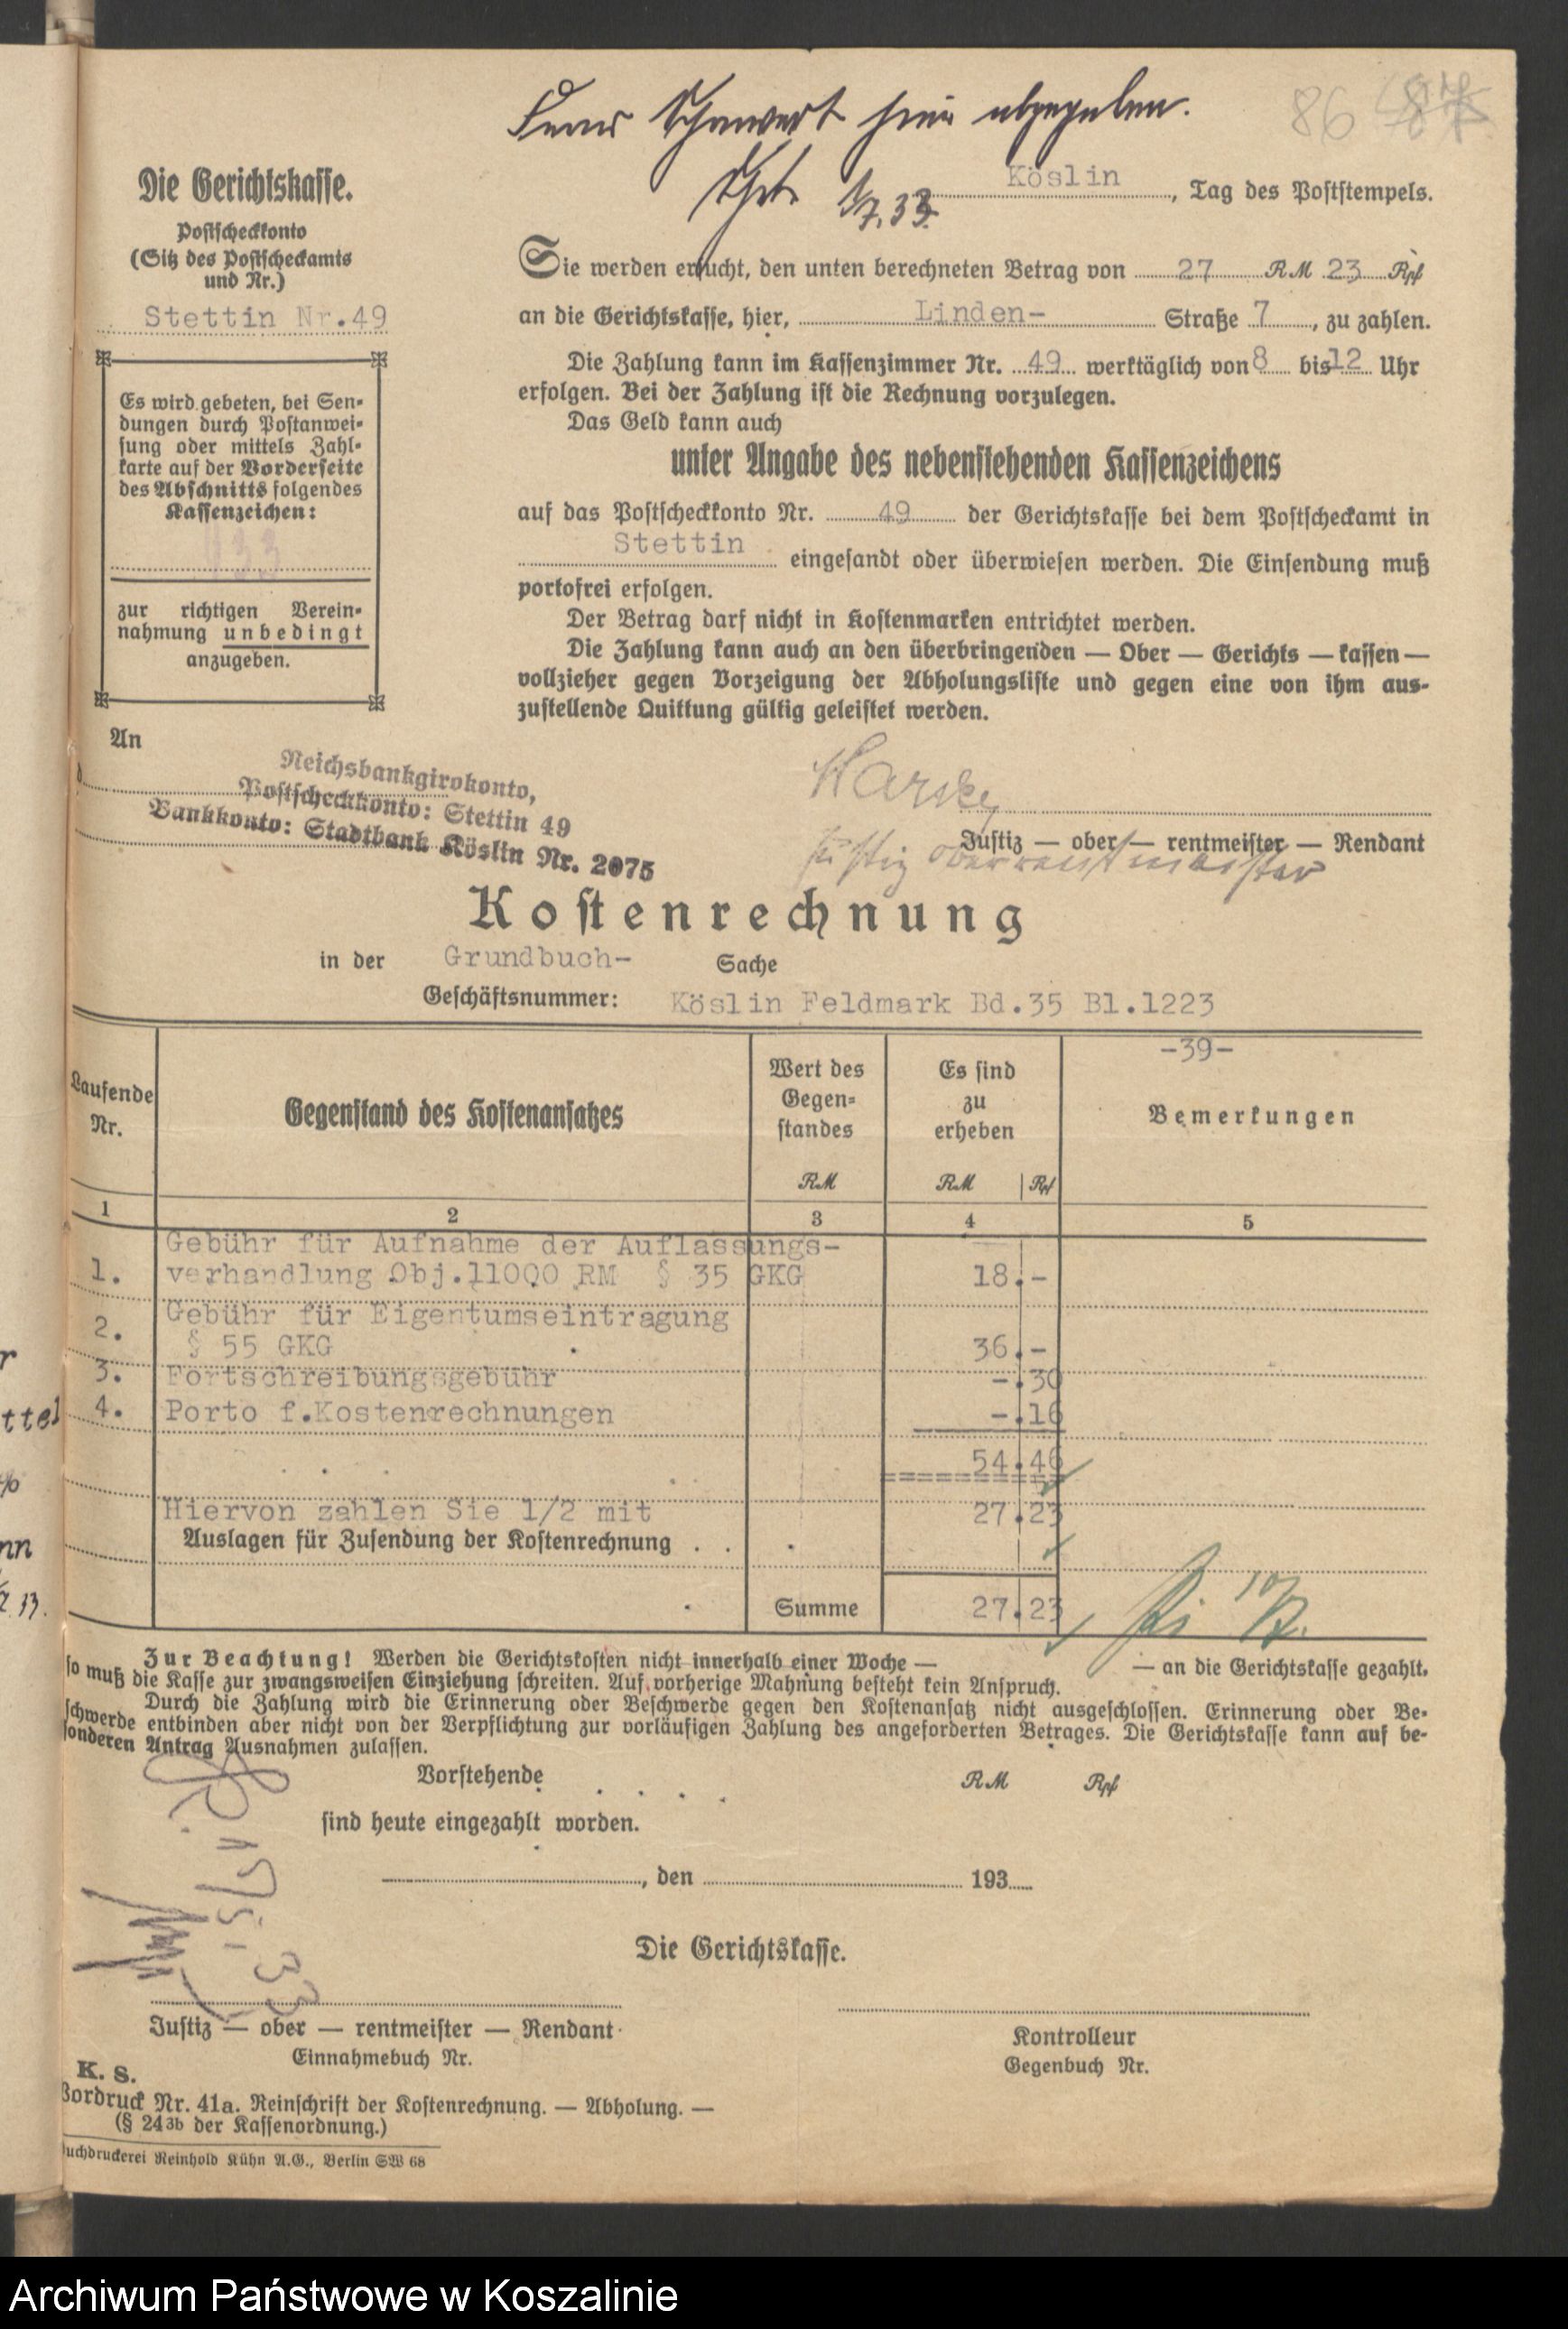 86
Die Gerichtskasse.
Postscheckkonto
(Sitz des Postscheckamts
und Nr.)
Stettin Nr.49
Es wird gebeten, bei Sen-
dungen durch Postanwei-
sung oder mittels Zahl-
karte auf der Vorderseite
des Abschnitts folgendes
Kassenzeichen:
zur richtigen Verein-
nahmung unbedingt
anzugeben.
An
Köslin, Tag des Poststempels.
Sie werden ersucht, den unten berechneten Betrag von 27 RM 23 Rpf
an die Gerichtskasse, hier, Linden- Straße 7, zu zahlen.
Die Zahlung kann im Kassenzimmer Nr. 49 werktäglich von 8 bis 12 Uhr
erfolgen. Bei der Zahlung ist die Rechnung vorzulegen.
Das Geld kann auch
unter Angabe des nebenstehenden Kassenzeichens
auf das Postscheckkonto Nr. 49 der Gerichtskasse bei dem Postscheckamt in
Stettin eingesandt oder überwiesen werden. Die Einsendung muß
portofrei erfolgen.
Der Betrag darf nicht in Kostenmarken entrichtet werden.
Die Zahlung kann auch an den überbringenden — Ober — Gerichts — kassen —
vollzieher gegen Vorzeigung der Abholungsliste und gegen eine von ihm aus-
zustellende Quittung gültig geleistet werden.
Reichsbankgirokonto,
Postscheckkonto: Stettin 49
Bankkonto: Stadtbank Köslin Nr. 2075
Justiz — ober — rentmeister — Rendant
Justizoberrentmeister
Kostenrechnung
in der Grundbuch- Sache
Geschäftsnummer: Köslin Feldmark Bd.35 Bl.1223
-39-
Laufende Nr.
Gegenstand des Kostenansatzes
Wert des Gegen- standes RM
Es sind zu erheben RM Rpf
Bemerkungen
1 2 3 4 5
Gebühr für Aufnahme der Auflassungs-
1. verhandlung Obj.11000 RM § 35 GKG 18.-
2. Gebühr für Eigentumseintragung
§ 55 GKG 36.-
3. Fortschreibungsgebühr -.30
4. Porto f.Kostenrechnungen -.16
54.46
Hiervon zahlen Sie 1/2 mit 27.23
Auslagen für Zusendung der Kostenrechnung . . .
Summe 27.23
Zur Beachtung! Werden die Gerichtskosten nicht innerhalb einer Woche — — an die Gerichtskasse gezahlt,
so muß die Kasse zur zwangsweisen Einziehung schreiten. Auf vorherige Mahnung besteht kein Anspruch.
Durch die Zahlung wird die Erinnerung oder Beschwerde gegen den Kostenansatz nicht ausgeschlossen. Erinnerung oder Be-
schwerde entbinden aber nicht von der Verpflichtung zur vorläufigen Zahlung des angeforderten Betrages. Die Gerichtskasse kann auf be-
sonderen Antrag Ausnahmen zulassen.
Vorstehende . . . . RM Rpf
sind heute eingezahlt worden.
, den 193
Die Gerichtskasse.
Justiz — ober — rentmeister — Rendant
Einnahmebuch Nr.
Kontrolleur
Gegenbuch Nr.
K. S.
Vordruck Nr. 41a. Reinschrift der Kostenrechnung. — Abholung. —
(§ 243b der Kassenordnung.)
Buchdruckerei Reinhold Kühn A.G., Berlin SW 68
Archiwum Państwowe w Koszalinie